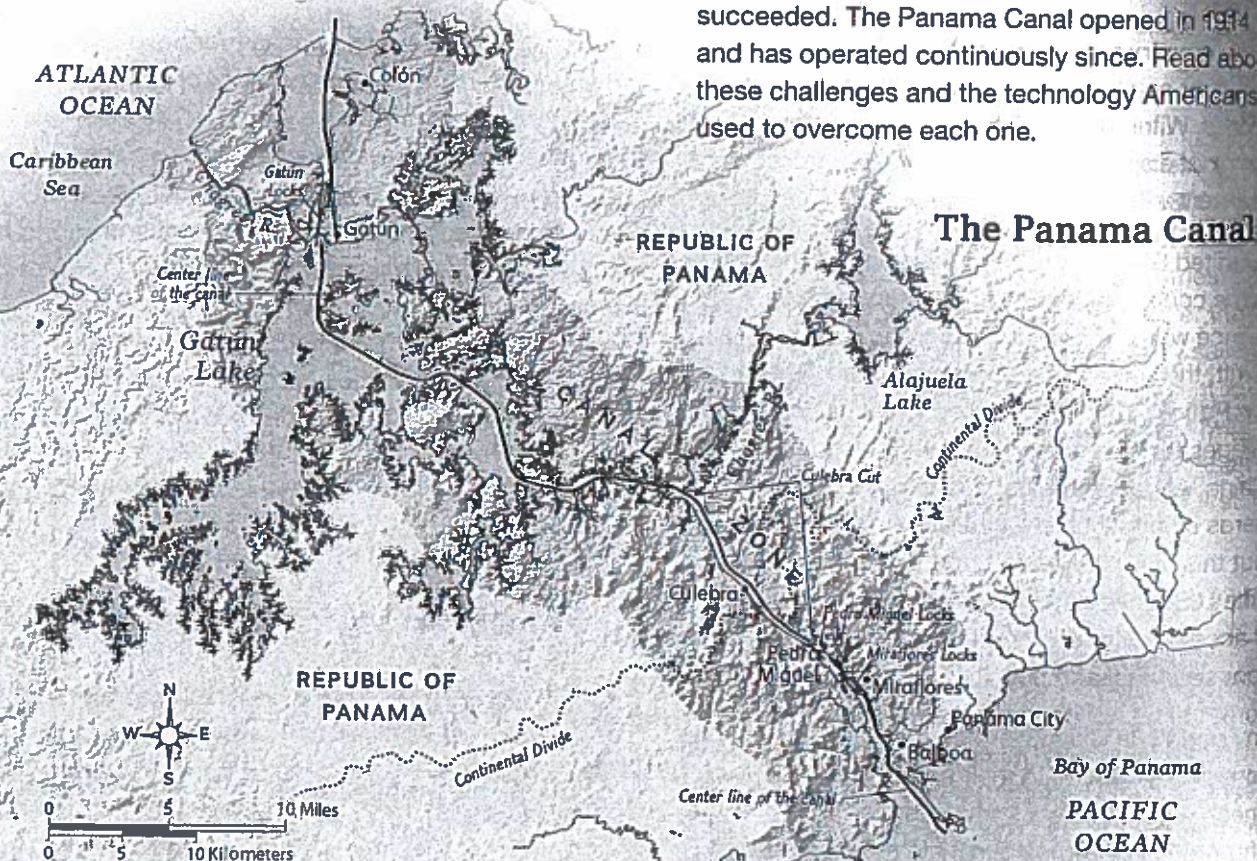 succeeded. The Panama Canal opened in 1914
and has operated continuously since. Read
these challenges and the technology Americans
used to overcome each one.
The Panama Canal
ATLANTIC
OCEAN
Colón
Caribbean
Sea
Gatun
Locks
Gatun
REPUBLIC OF
PANAMA
Center line
of the canal
Gatun
Lake
Alajuela
Lake
CANAL
Chagres
Continental Divide
Culebra Cut
ZONE
Culebra
Pedro Miguel Locks
Pedro
Miguel
Miraflores Locks
Miraflores
REPUBLIC OF
PANAMA
Panama City
Balboa
N
W
E
S
Continental Divide
Bay of Panama
Center line of the canal
PACIFIC
OCEAN
0 5 10 Miles
0 5 10 Kilometers